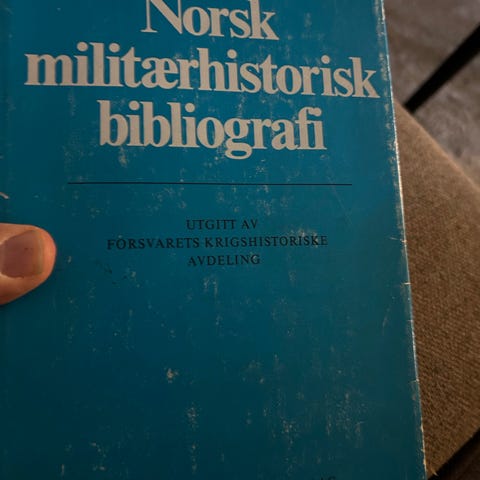 Norsk
militærhistorisk
bibliografi
UTGITT AV
FORSVARETS KRIGSHISTORISKE
AVDELING